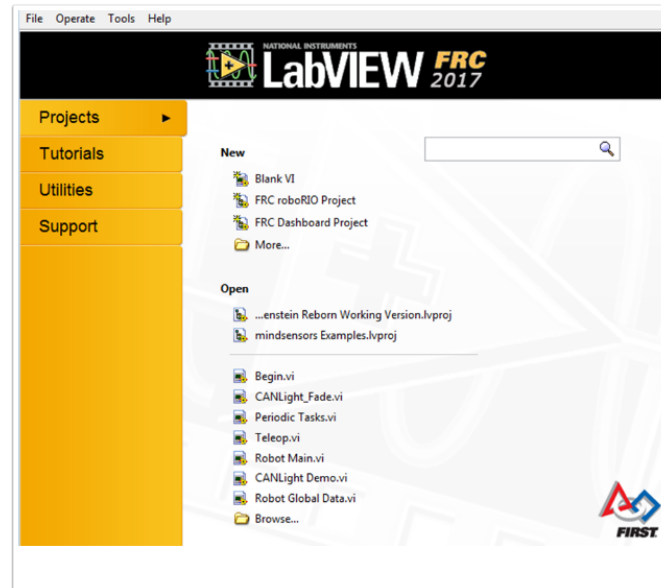 File Operate Tools Help
NATIONAL INSTRUMENTS
LabVIEW FRC 2017
Projects
Tutorials
Utilities
Support
New
Blank VI
FRC roboRIO Project
FRC Dashboard Project
More...
Open
...enstein Reborn Working Version.lvproj
mindsensors Examples.lvproj
Begin.vi
CANLight_Fade.vi
Periodic Tasks.vi
Teleop.vi
Robot Main.vi
CANLight Demo.vi
Robot Global Data.vi
Browse...
FIRST